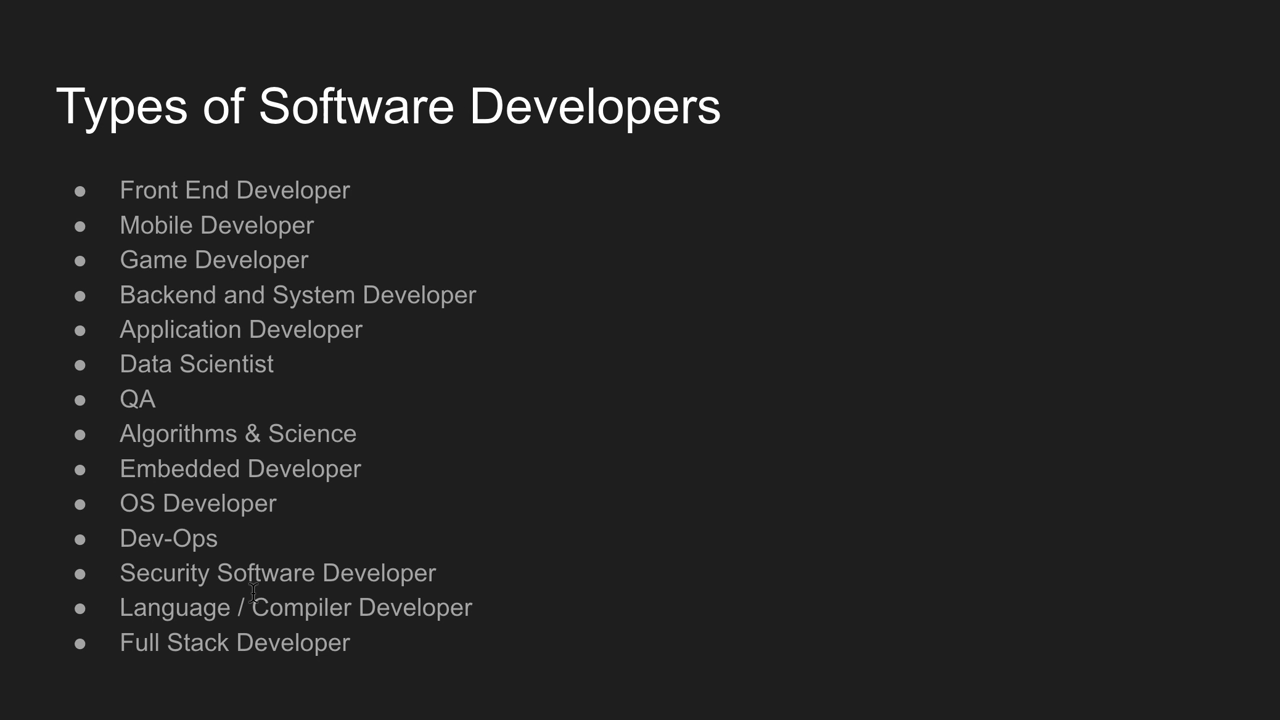 Types of Software Developers
● Front End Developer
● Mobile Developer
● Game Developer
● Backend and System Developer
● Application Developer
● Data Scientist
● QA
● Algorithms & Science
● Embedded Developer
● OS Developer
● Dev-Ops
● Security Software Developer
● Language / Compiler Developer
● Full Stack Developer